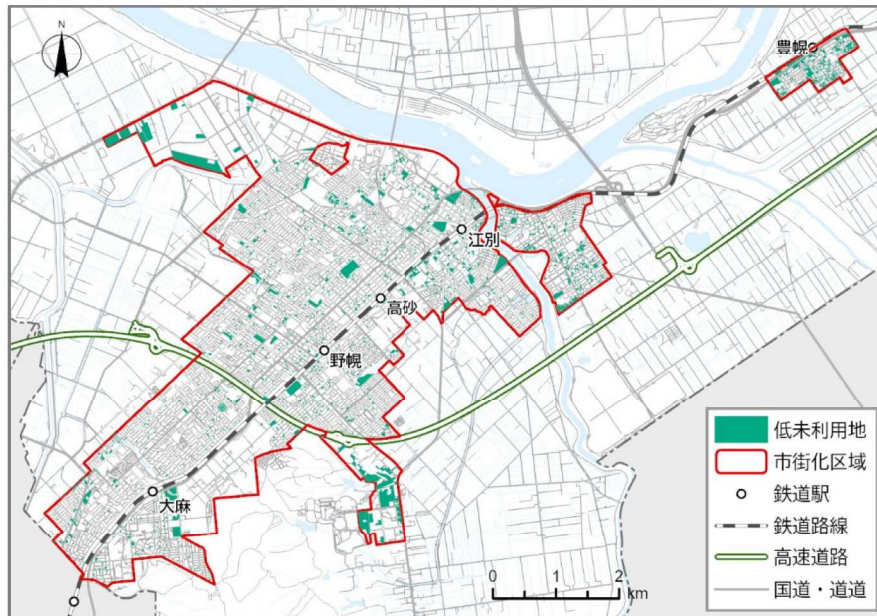 N
豊幌
江別
高砂
野幌
大麻
低未利用地
市街化区域
鉄道駅
鉄道路線
高速道路
国道・道道
0 1 2
km